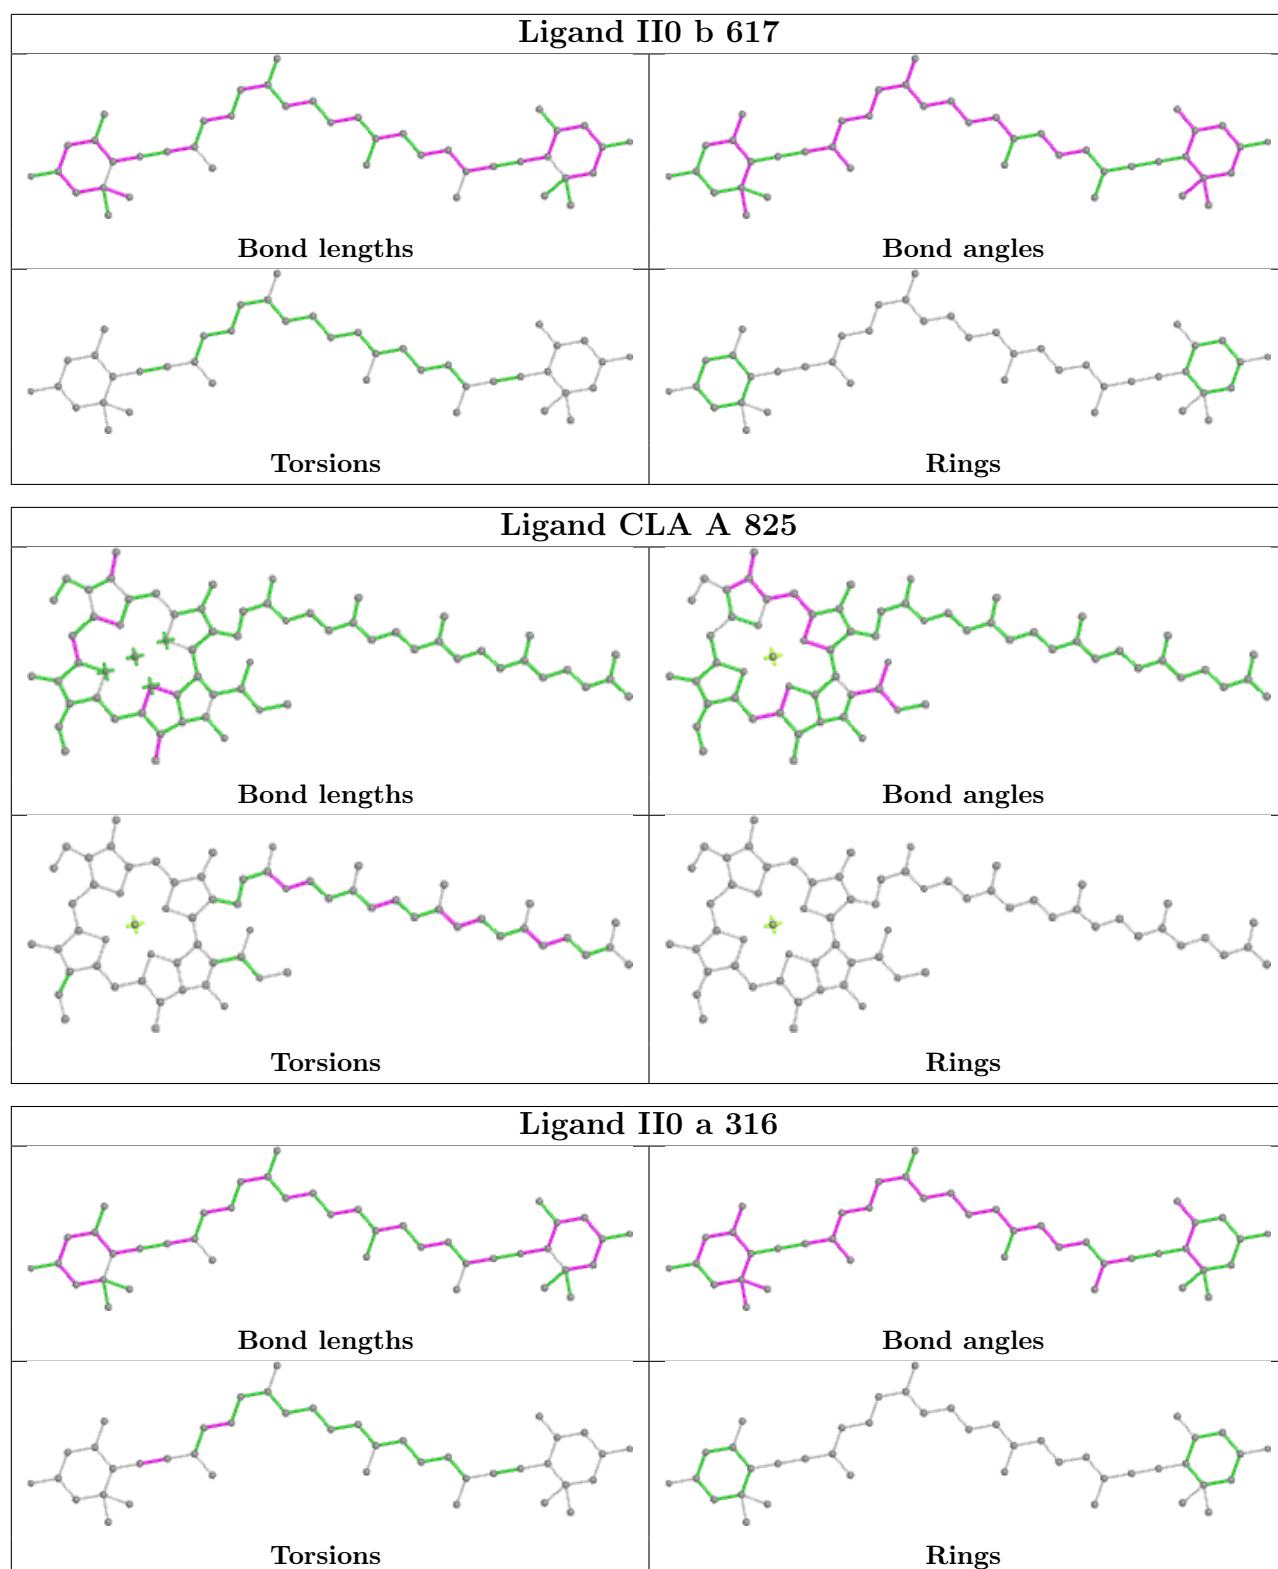 Ligand II0 b 617
Bond lengths
Bond angles
Torsions
Rings
Ligand CLA A 825
Bond lengths
Bond angles
Torsions
Rings
Ligand II0 a 316
Bond lengths
Bond angles
Torsions
Rings